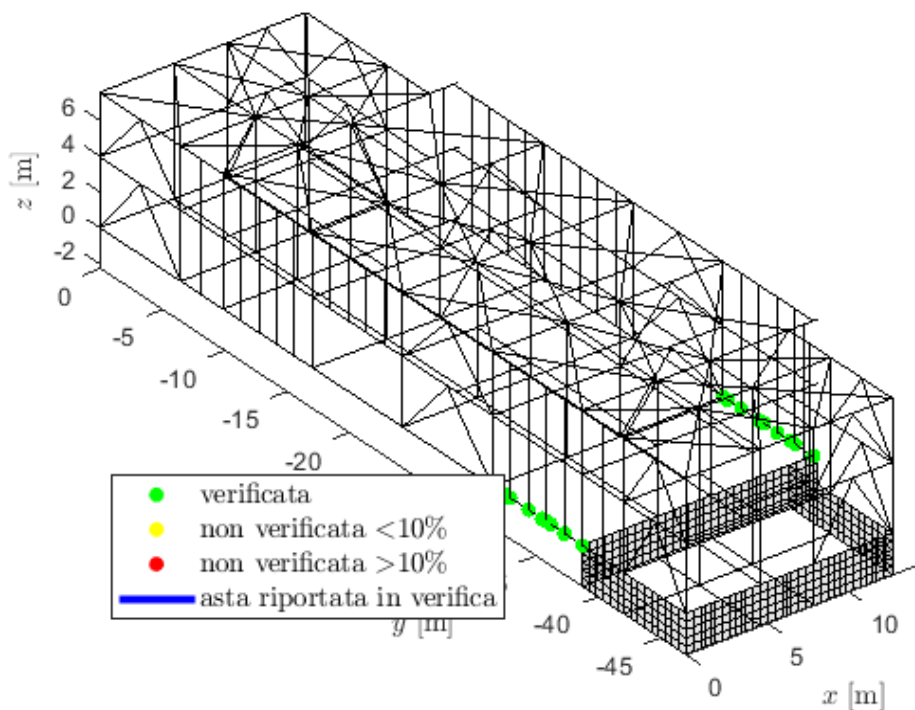 6
4
2
0
-2
z [m]
0
-5
-10
-15
-20
verificata
non verificata <10%
non verificata >10%
asta riportata in verifica
y [m]
-40
-45
0
5
10
x [m]